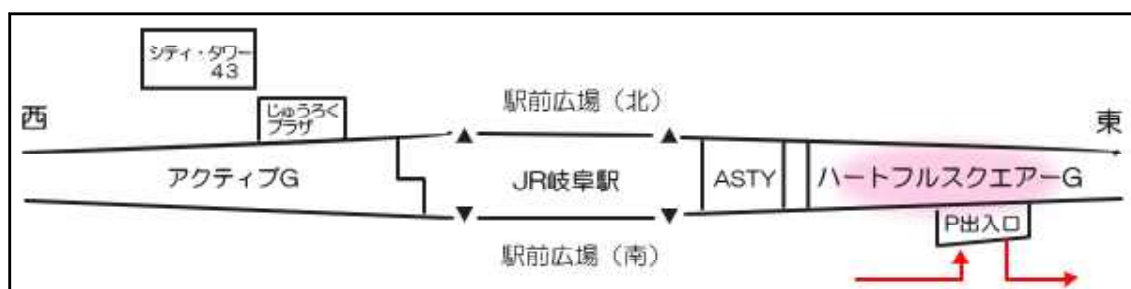 シティ・タワー
43
じゅうろく
プラザ
駅前広場（北）
西
東
アクティブG
JR岐阜駅
ASTY
ハートフルスクエアーG
P出入口
駅前広場（南）